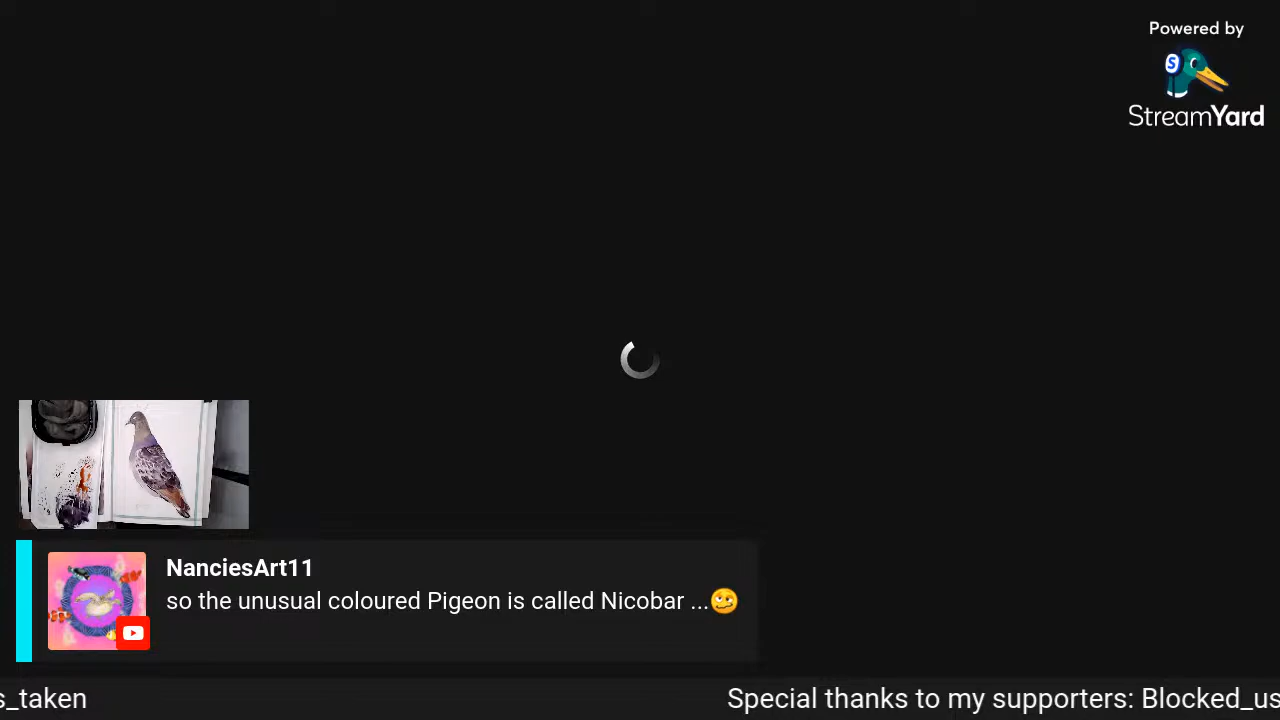 Powered by
StreamYard
NanciesArt11
so the unusual coloured Pigeon is called Nicobar ...🥴
s_taken Special thanks to my supporters: Blocked_us